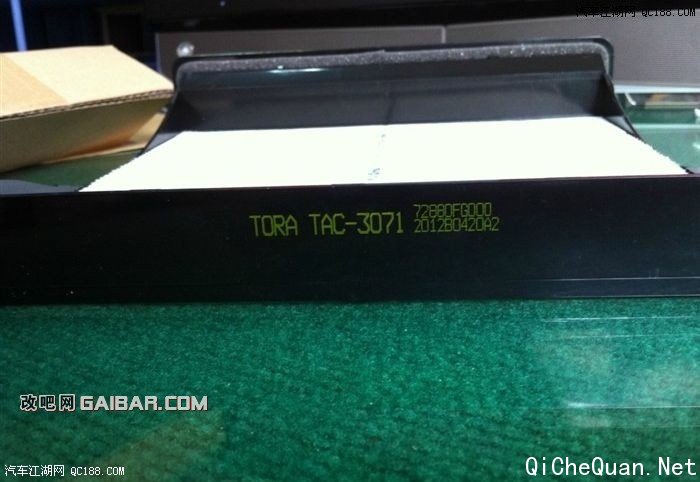 汽车江湖网 QC188.COM
TORA TAC-3071
72880FG000
2012B0420A2
改吧网 GAIBAR.COM
汽车江湖网 QC188.COM
QiCheQuan.Net